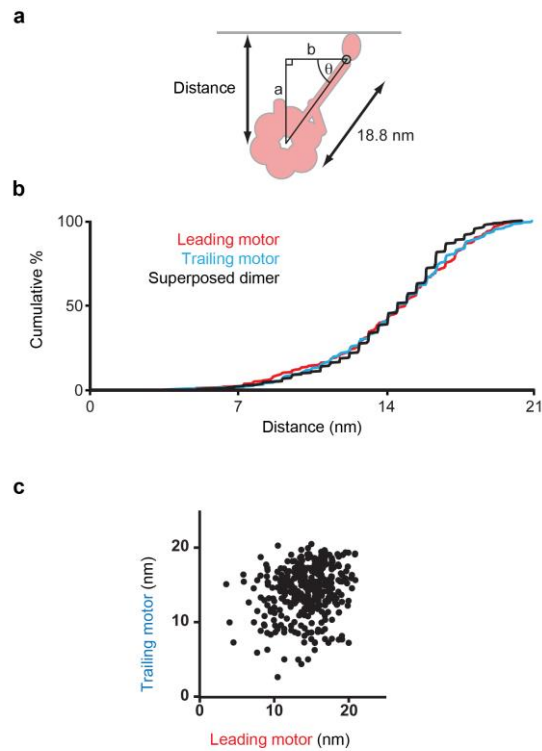 a
b
θ
Distance
a
18.8 nm
b
100
Leading motor
Trailing motor
Superposed dimer
Cumulative %
50
0
0
7
14
21
Distance (nm)
c
20
Trailing motor (nm)
10
0
0
10
20
Leading motor (nm)